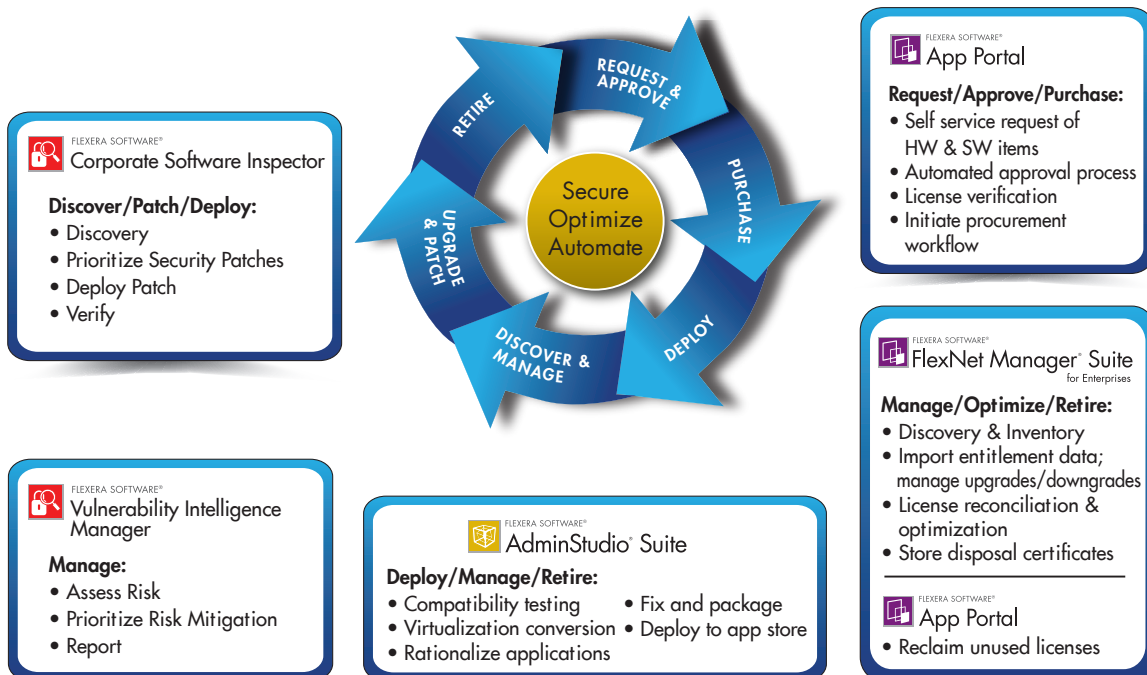 FLEXERA SOFTWARE®
Corporate Software Inspector
Discover/Patch/Deploy:
• Discovery
• Prioritize Security Patches
• Deploy Patch
• Verify
FLEXERA SOFTWARE®
Vulnerability Intelligence
Manager
Manage:
• Assess Risk
• Prioritize Risk Mitigation
• Report
REQUEST &
APPROVE
PURCHASE
DEPLOY
DISCOVER &
MANAGE
UPGRADE
& PATCH
RETIRE
Secure
Optimize
Automate
FLEXERA SOFTWARE®
AdminStudio® Suite
Deploy/Manage/Retire:
• Compatibility testing
• Virtualization conversion
• Rationalize applications
• Fix and package
• Deploy to app store
FLEXERA SOFTWARE®
App Portal
Request/Approve/Purchase:
• Self service request of
HW & SW items
• Automated approval process
• License verification
• Initiate procurement
workflow
FLEXERA SOFTWARE®
FlexNet Manager® Suite
for Enterprises
Manage/Optimize/Retire:
• Discovery & Inventory
• Import entitlement data;
manage upgrades/downgrades
• License reconciliation &
optimization
• Store disposal certificates
FLEXERA SOFTWARE®
App Portal
• Reclaim unused licenses